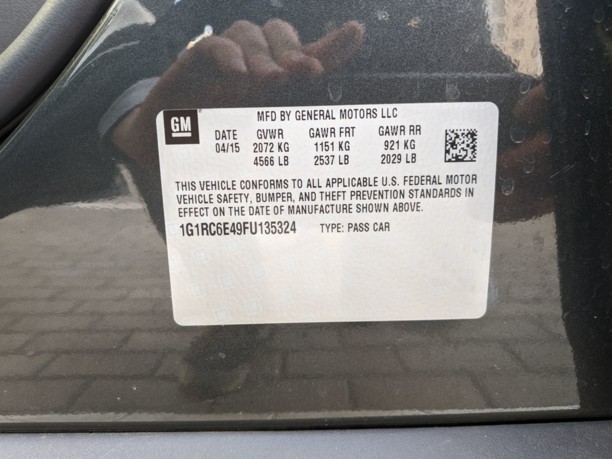 MFD BY GENERAL MOTORS LLC
GM
DATE GVWR GAWR FRT GAWR RR
04/15 2072 KG 1151 KG 921 KG
4566 LB 2537 LB 2029 LB
THIS VEHICLE CONFORMS TO ALL APPLICABLE U.S. FEDERAL MOTOR
VEHICLE SAFETY, BUMPER, AND THEFT PREVENTION STANDARDS IN
EFFECT ON THE DATE OF MANUFACTURE SHOWN ABOVE.
1G1RC6E49FU135324 TYPE: PASS CAR